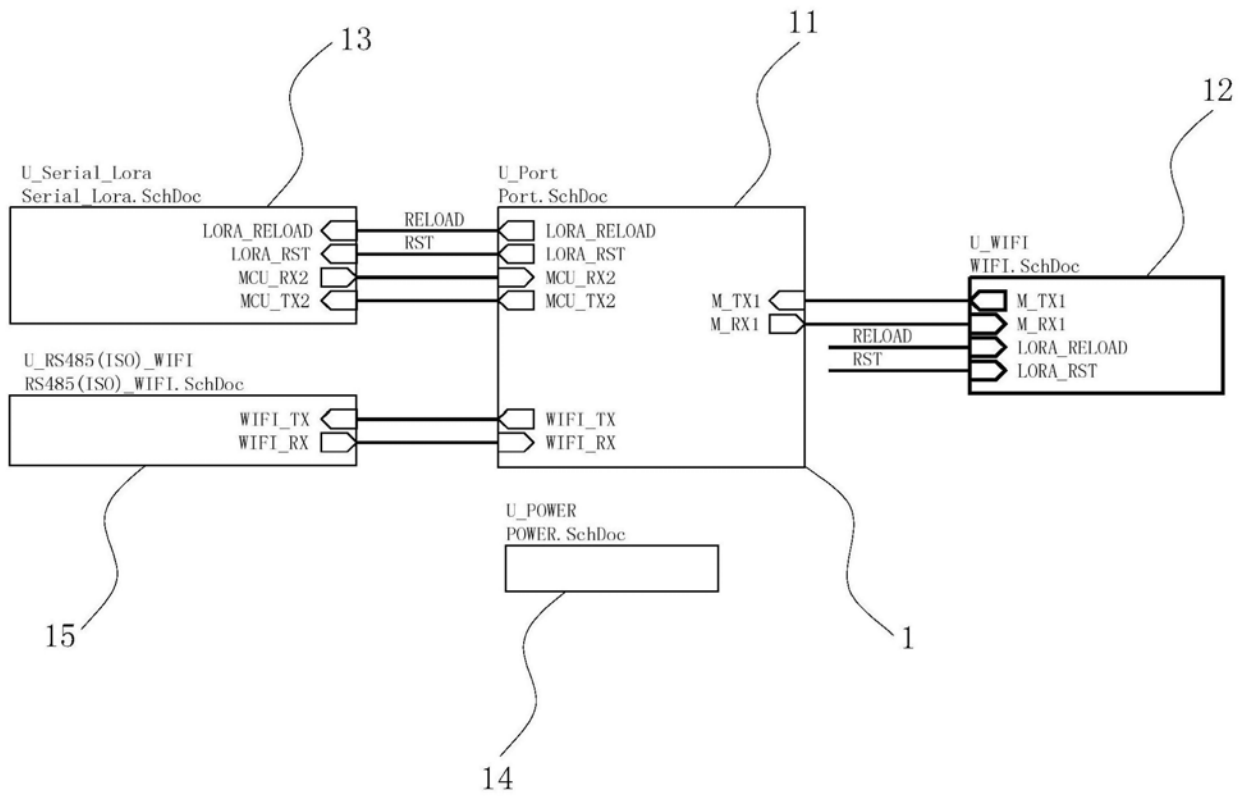 13
11
12
U_Serial_Lora
Serial_Lora.SchDoc
LORA_RELOAD
LORA_RST
MCU_RX2
MCU_TX2
RELOAD
RST
U_Port
Port.SchDoc
LORA_RELOAD
LORA_RST
MCU_RX2
MCU_TX2
M_TX1
M_RX1
WIFI_TX
WIFI_RX
U_WIFI
WIFI.SchDoc
M_TX1
M_RX1
LORA_RELOAD
LORA_RST
RELOAD
RST
U_RS485(ISO)_WIFI
RS485(ISO)_WIFI.SchDoc
WIFI_TX
WIFI_RX
U_POWER
POWER.SchDoc
15
1
14